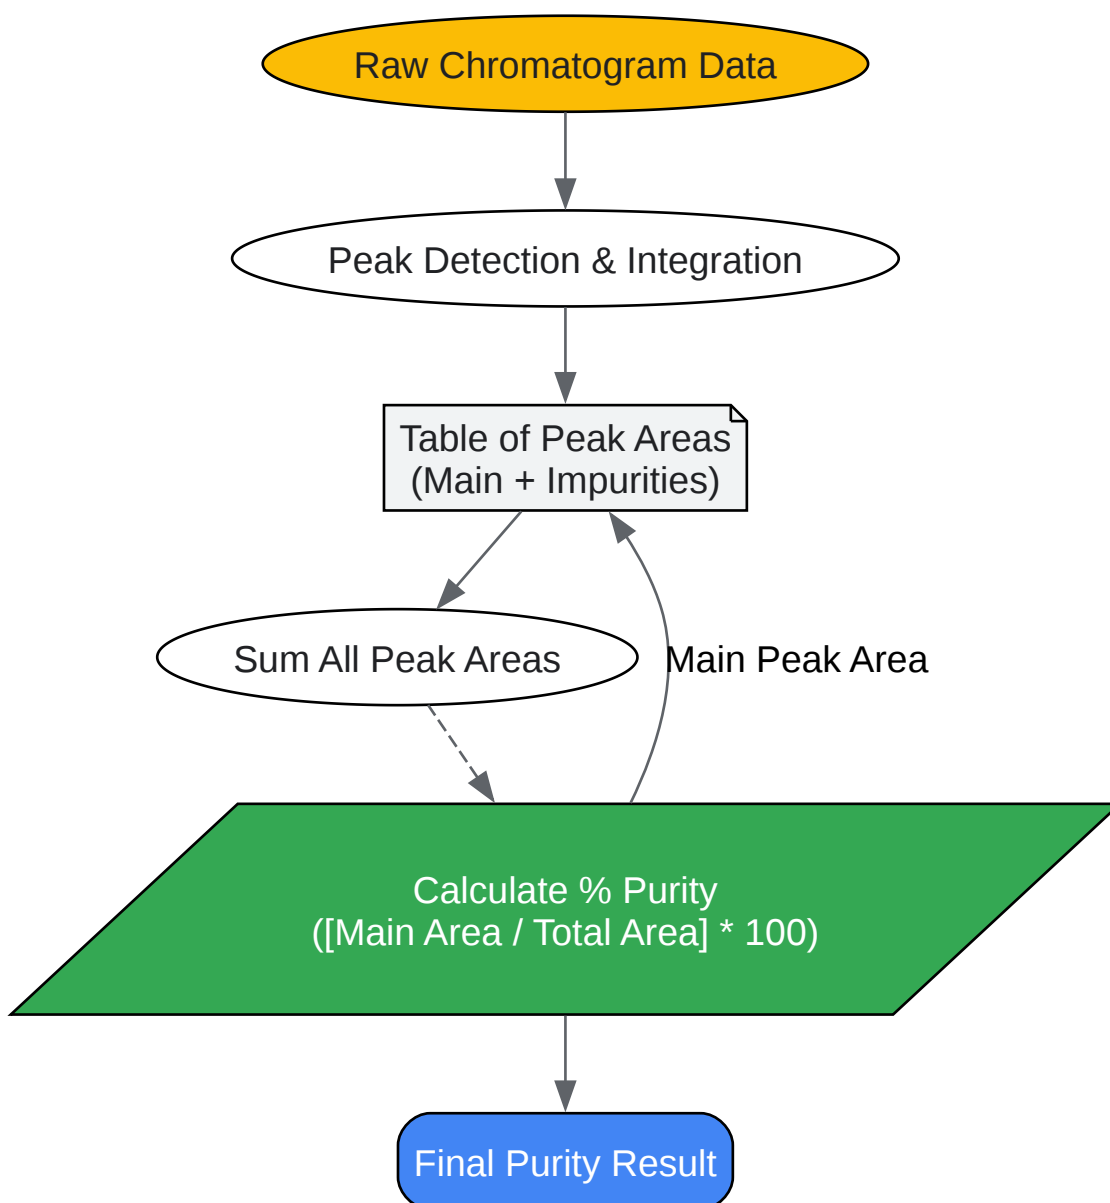 Raw Chromatogram Data
Peak Detection & Integration
Table of Peak Areas
(Main + Impurities)
Sum All Peak Areas
Main Peak Area
Calculate % Purity
([Main Area / Total Area] * 100)
Final Purity Result